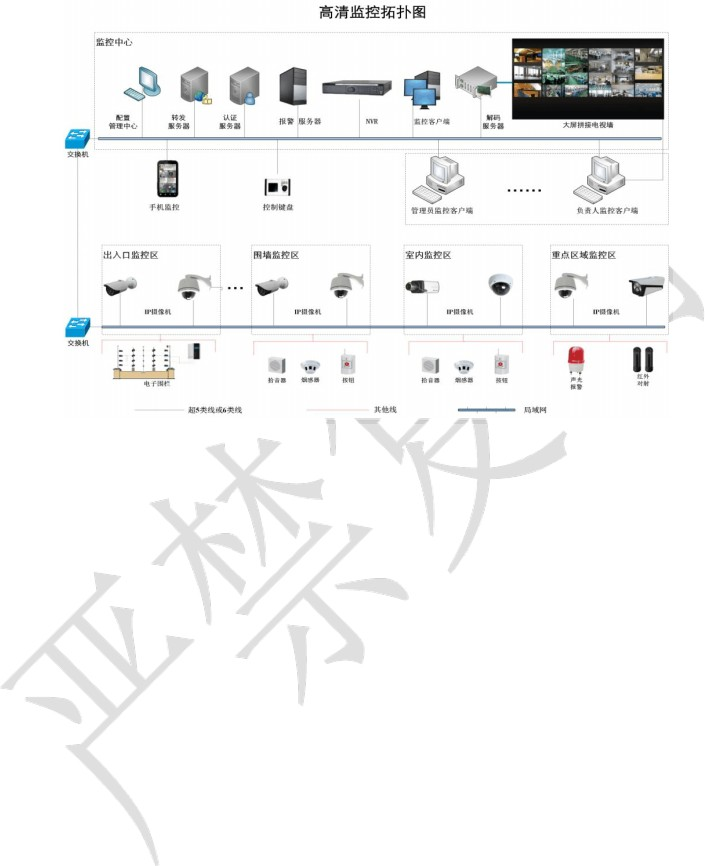 高清监控拓扑图
监控中心
配置
管理中心
转发
服务器
认证
服务器
报警 服务器
NVR
监控客户端
解码
服务器
大屏拼接电视墙
交换机
手机监控
控制键盘
管理员监控客户端
......
负责人监控客户端
出入口监控区
...
围墙监控区
室内监控区
重点区域监控区
IP摄像机
IP摄像机
IP摄像机
IP摄像机
交换机
电子围栏
拾音器
烟感器
按钮
拾音器
烟感器
按钮
声光
报警
红外
对射
超5类线或6类线
其他线
局域网
严禁复